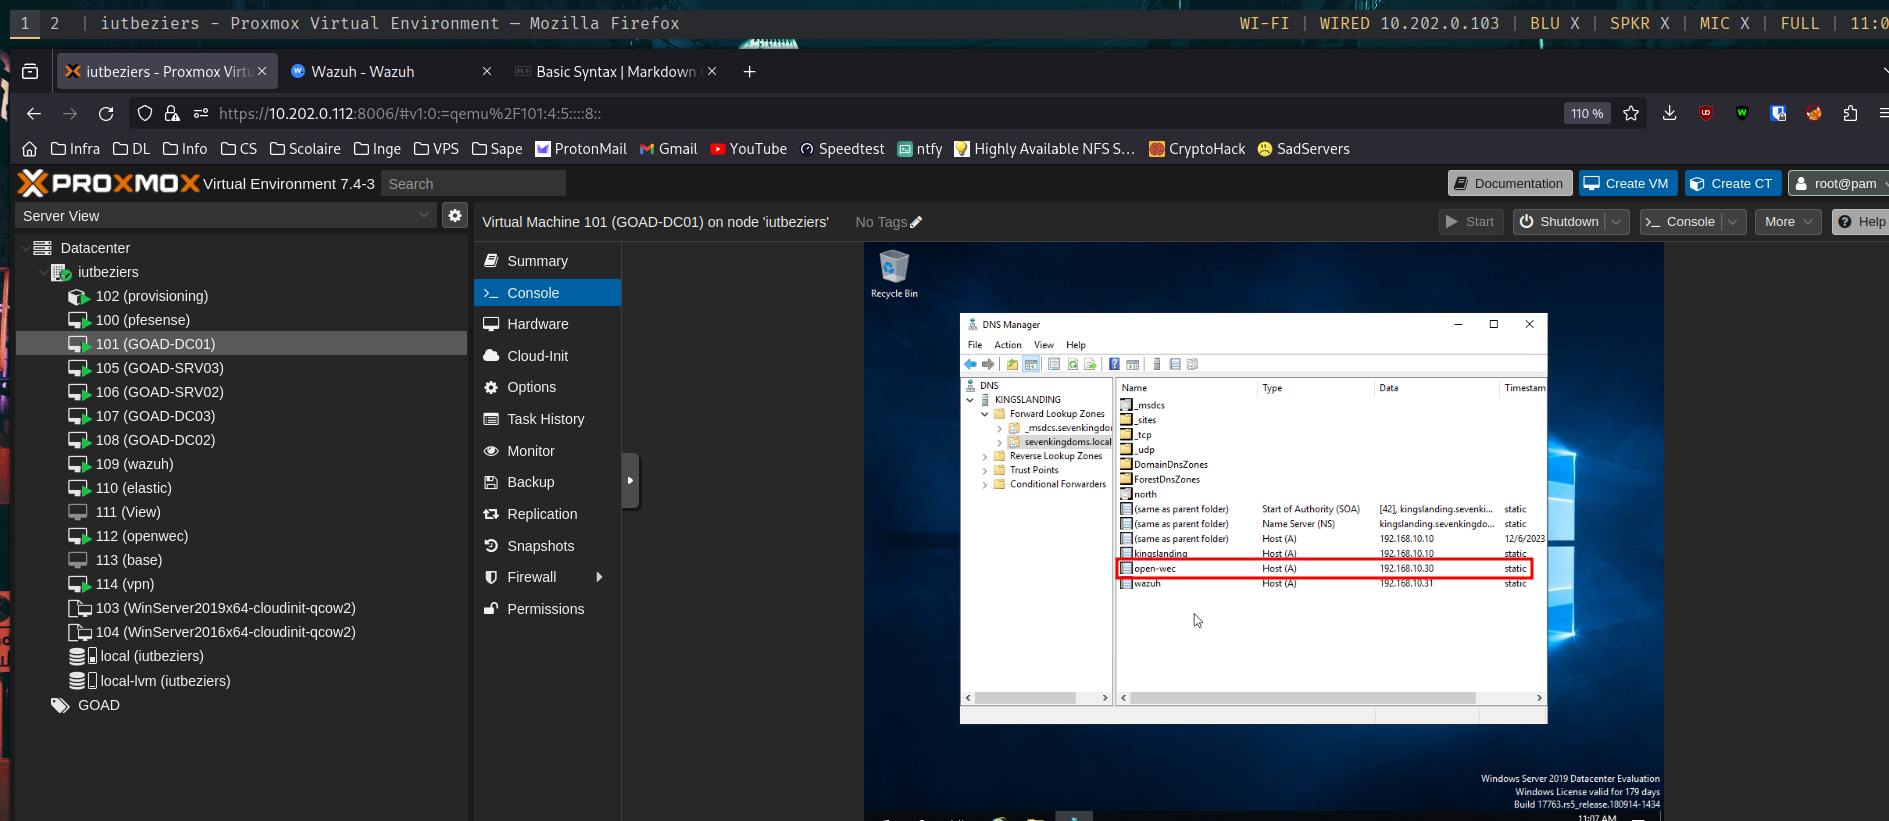 1 2 | iutbeziers - Proxmox Virtual Environment — Mozilla Firefox
WI-FI | WIRED 10.202.0.103 | BLU X | SPKR X | MIC X | FULL | 11:0
iutbeziers - Proxmox Virtu
Wazuh - Wazuh
Basic Syntax | Markdown
https://10.202.0.112:8006/#v1:0:=qemu%2F101:4:5::::8::
110 %
Infra DL Info CS Scolaire Inge VPS Sape ProtonMail Gmail YouTube Speedtest ntfy Highly Available NFS S... CryptoHack SadServers
PROXMOX Virtual Environment 7.4-3 Search
Documentation Create VM Create CT root@pam
Server View
Virtual Machine 101 (GOAD-DC01) on node 'iutbeziers' No Tags
Start Shutdown Console More Help
Datacenter
iutbeziers
102 (provisioning)
100 (pfesense)
101 (GOAD-DC01)
105 (GOAD-SRV03)
106 (GOAD-SRV02)
107 (GOAD-DC03)
108 (GOAD-DC02)
109 (wazuh)
110 (elastic)
111 (View)
112 (openwec)
113 (base)
114 (vpn)
103 (WinServer2019x64-cloudinit-qcow2)
104 (WinServer2016x64-cloudinit-qcow2)
local (iutbeziers)
local-lvm (iutbeziers)
GOAD
Summary
Console
Hardware
Cloud-Init
Options
Task History
Monitor
Backup
Replication
Snapshots
Firewall
Permissions
Recycle Bin
DNS Manager
File Action View Help
DNS
KINGSLANDING
Forward Lookup Zones
_msdcs.sevenkingdo
sevenkingdoms.local
Reverse Lookup Zones
Trust Points
Conditional Forwarders
Name Type Data Timestam
_msdcs
_sites
_tcp
_udp
DomainDnsZones
ForestDnsZones
north
(same as parent folder) Start of Authority (SOA) [42], kingslanding.sevenki... static
(same as parent folder) Name Server (NS) kingslanding.sevenkingdo... static
(same as parent folder) Host (A) 192.168.10.10 12/6/2023
kingslanding Host (A) 192.168.10.10 static
open-wec Host (A) 192.168.10.30 static
wazuh Host (A) 192.168.10.31 static
Windows Server 2019 Datacenter Evaluation
Windows License valid for 179 days
Build 17763.rs5_release.180914-1434
11:07 AM